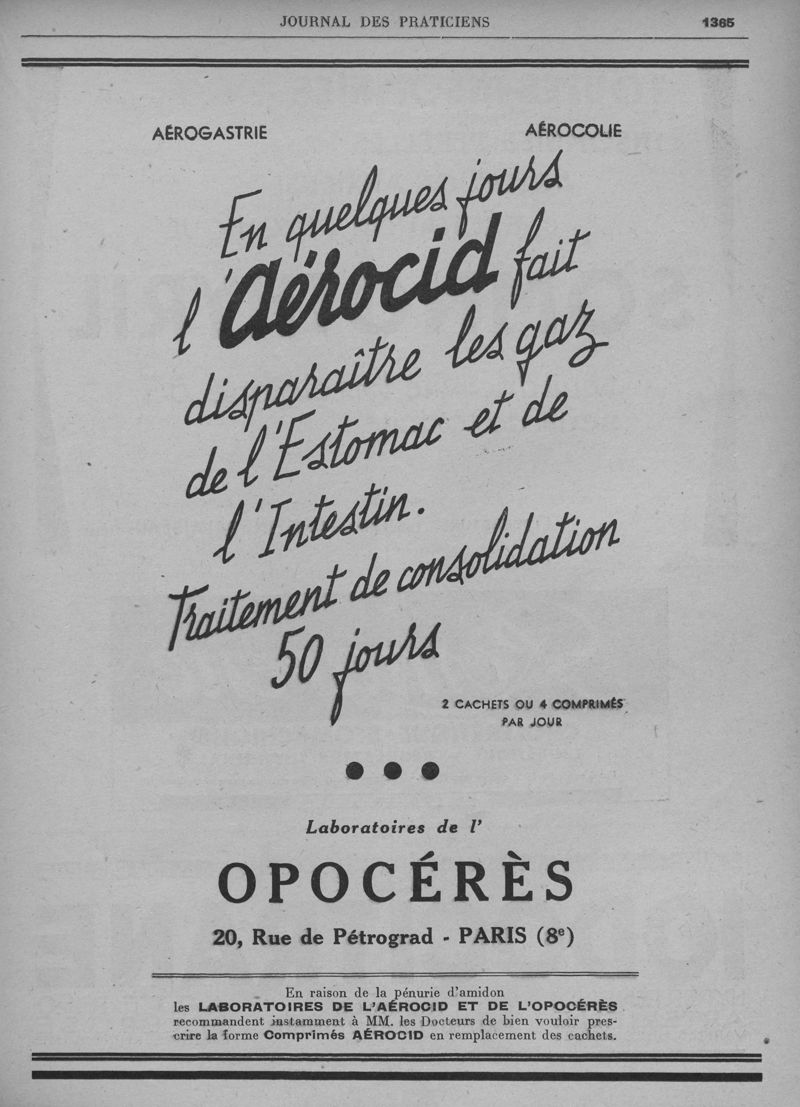 JOURNAL DES PRATICIENS 1365
AÉROGASTRIE AÉROCOLIE
En quelques jours
l'Aérocid fait
disparaître les gaz
de l'Estomac et de
l'Intestin.
Traitement de consolidation
50 jours
2 CACHETS OU 4 COMPRIMÉS
PAR JOUR
Laboratoires de l'
OPOCÉRÈS
20, Rue de Pétrograd - PARIS (8e)
En raison de la pénurie d'amidon
les LABORATOIRES DE L'AÉROCID ET DE L'OPOCÉRÈS
recommandent instamment à MM. les Docteurs de bien vouloir pres-
crire la forme Comprimés AÉROCID en remplacement des cachets.